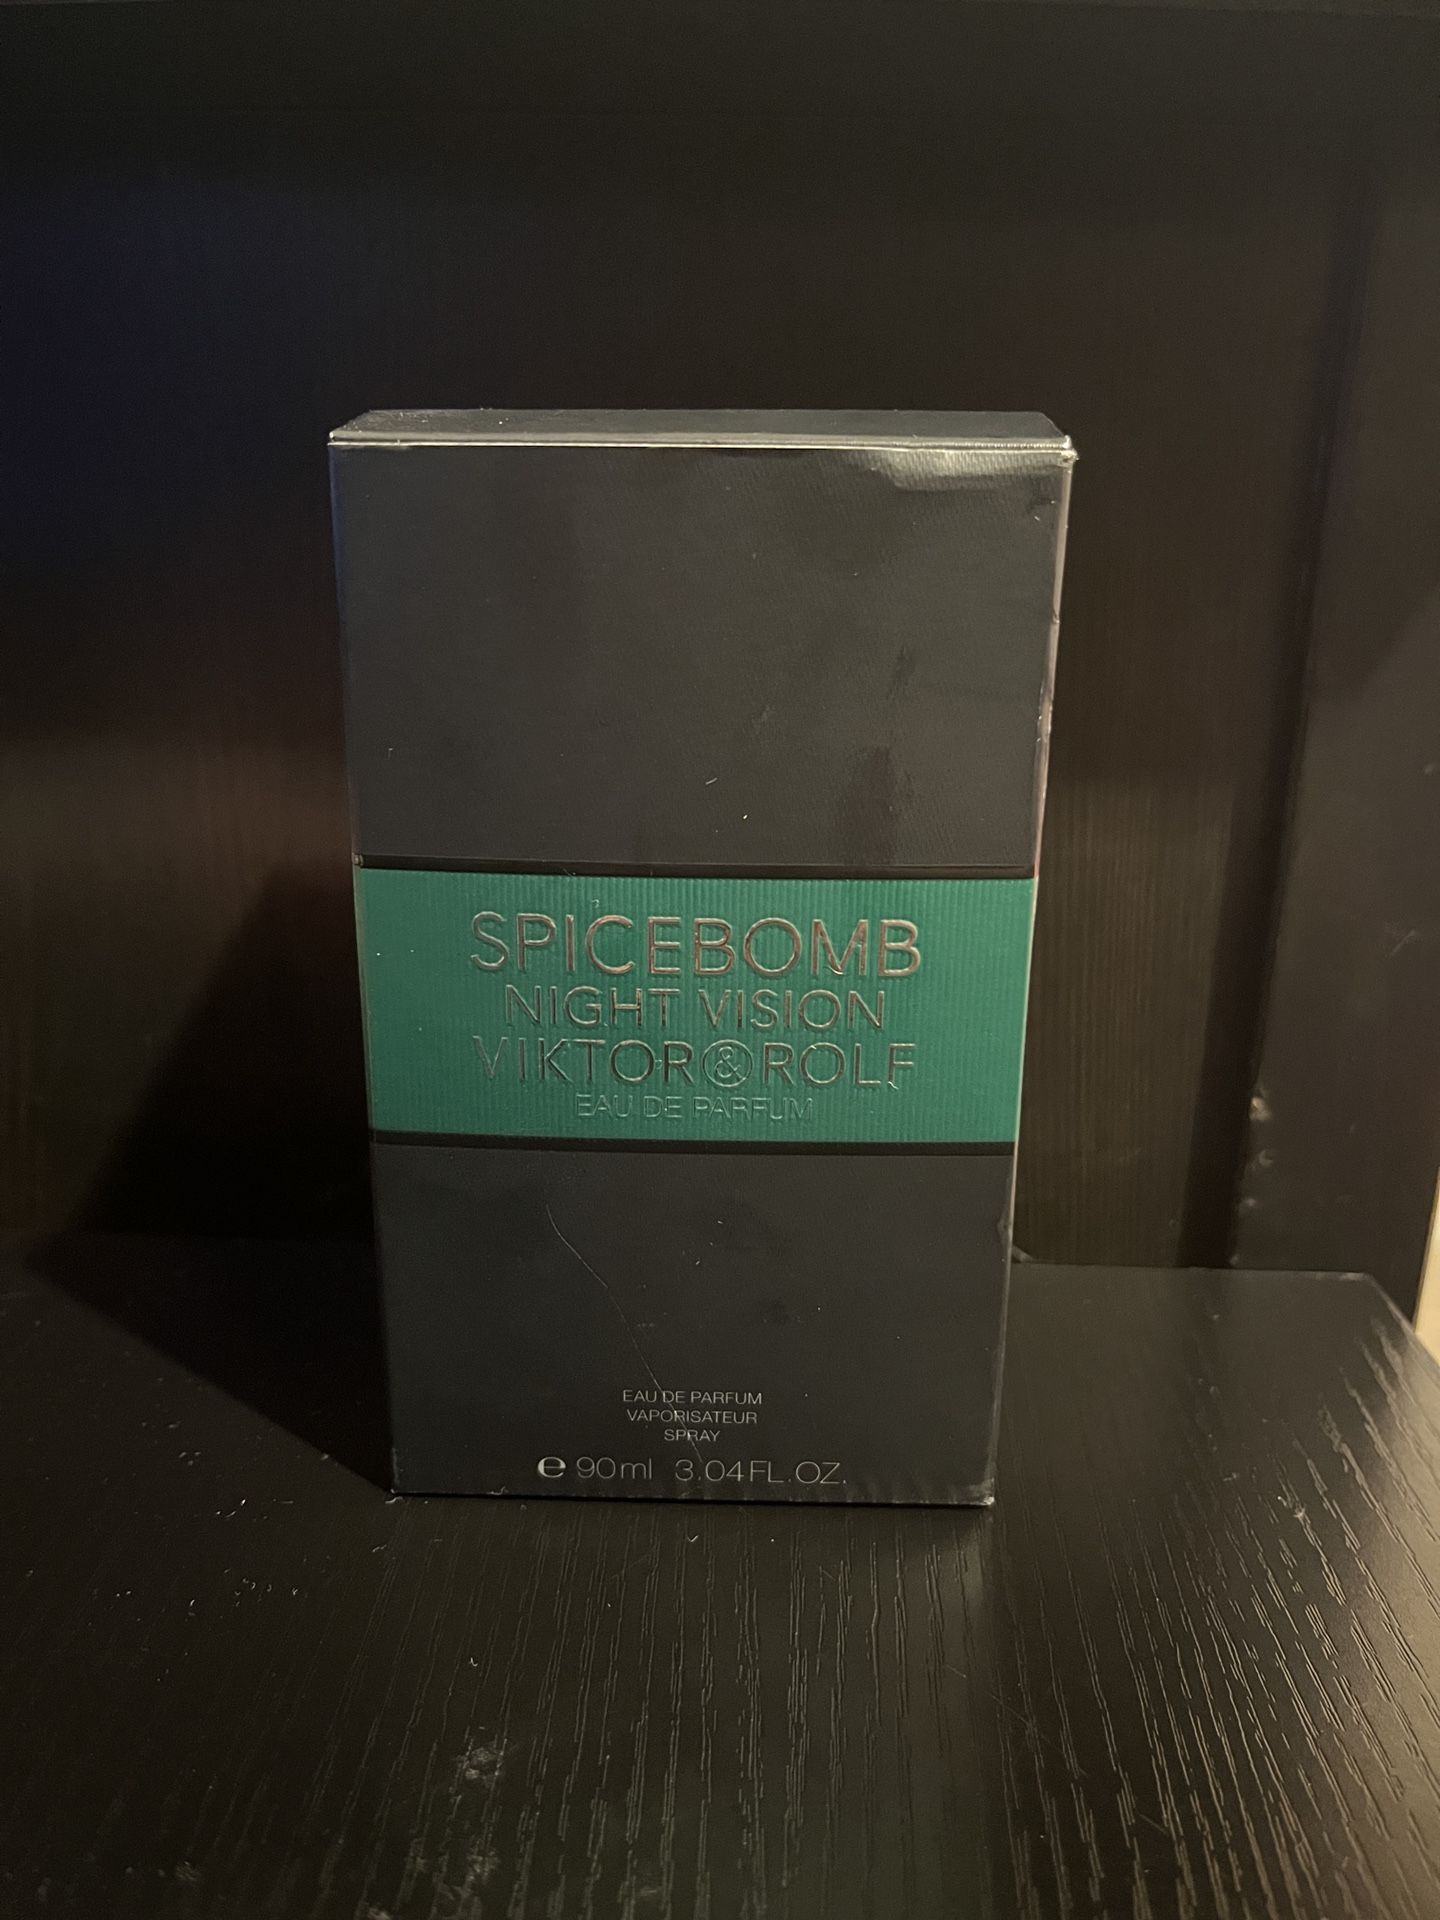 SPICEBOMB
NIGHT VISION
VIKTOR&ROLF
EAU DE PARFUM
EAU DE PARFUM
VAPORISATEUR
SPRAY
℮ 90ml 3.04FL.OZ.